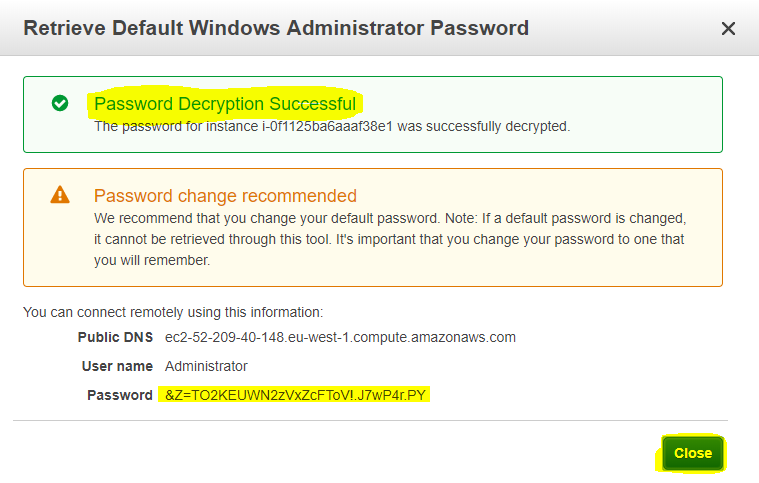 Retrieve Default Windows Administrator Password
Password Decryption Successful
The password for instance i-0f1125ba6aaaf38e1 was successfully decrypted.
Password change recommended
We recommend that you change your default password. Note: If a default password is changed,
it cannot be retrieved through this tool. It's important that you change your password to one that
you will remember.
You can connect remotely using this information:
Public DNS ec2-52-209-40-148.eu-west-1.compute.amazonaws.com
User name Administrator
Password &Z=TO2KEUWN2zVxZcFToV!.J7wP4r.PY
Close